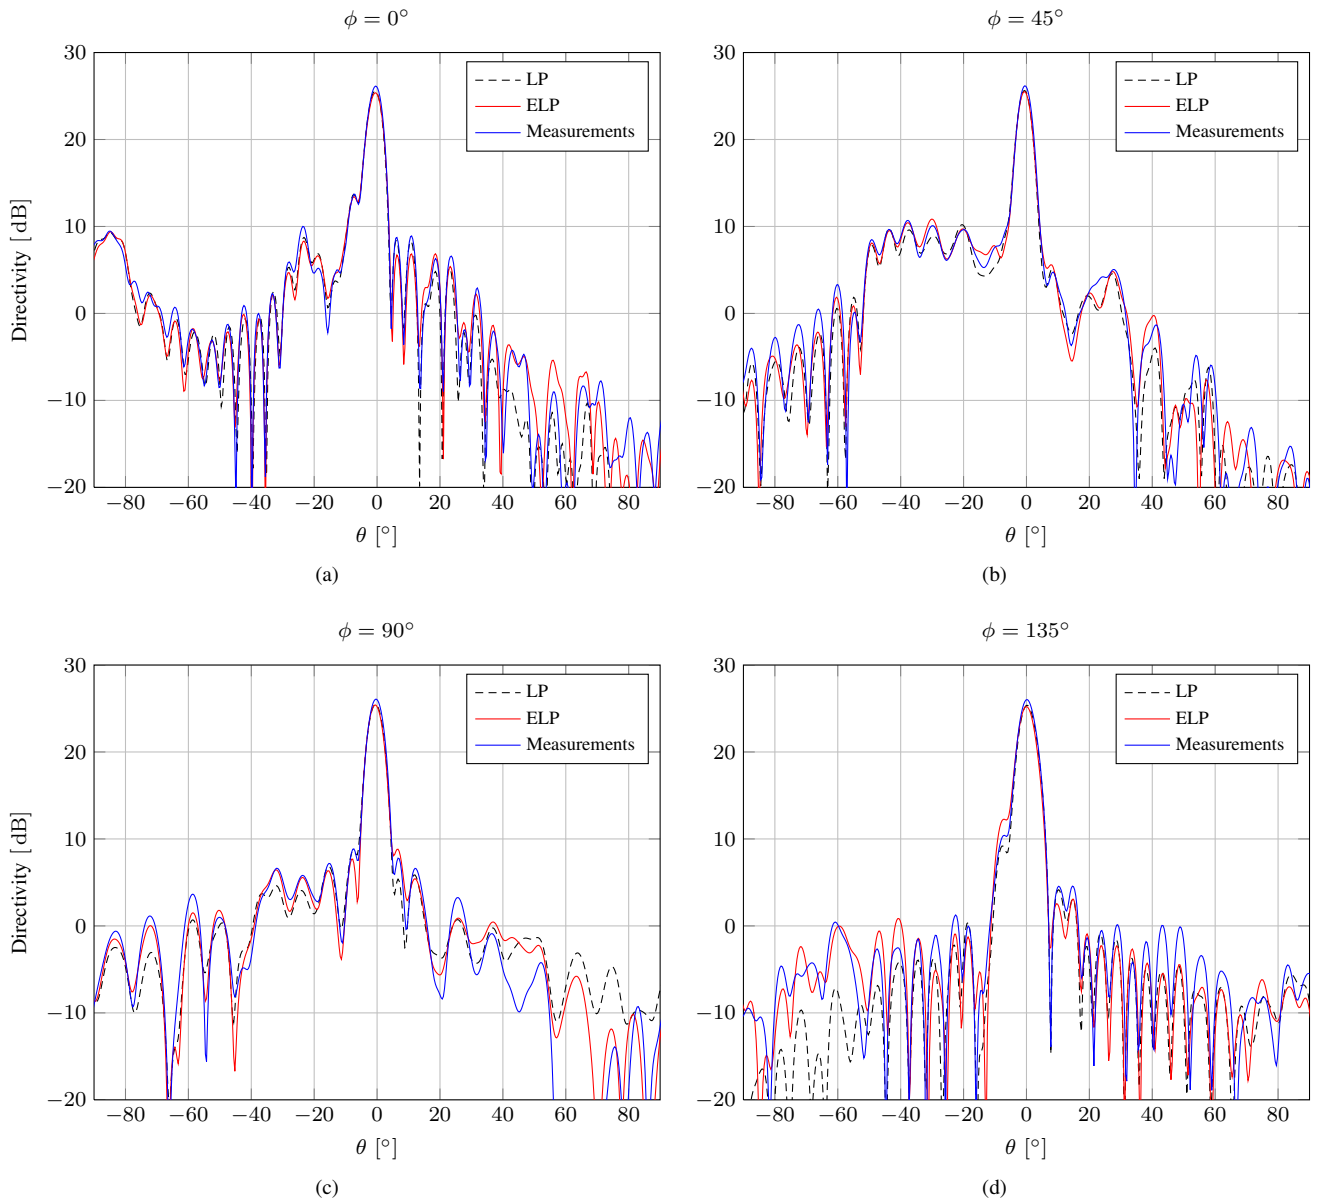 ϕ = 0°
30
20
10
0
−10
−20
Directivity [ dB]
LP
ELP
Measurements
−80 −60 −40 −20 0 20 40 60 80
θ [°]
(a)
ϕ = 45°
30
20
10
0
−10
−20
LP
ELP
Measurements
−80 −60 −40 −20 0 20 40 60 80
θ [°]
(b)
ϕ = 90°
30
20
10
0
−10
−20
Directivity [ dB]
LP
ELP
Measurements
−80 −60 −40 −20 0 20 40 60 80
θ [°]
(c)
ϕ = 135°
30
20
10
0
−10
−20
LP
ELP
Measurements
−80 −60 −40 −20 0 20 40 60 80
θ [°]
(d)